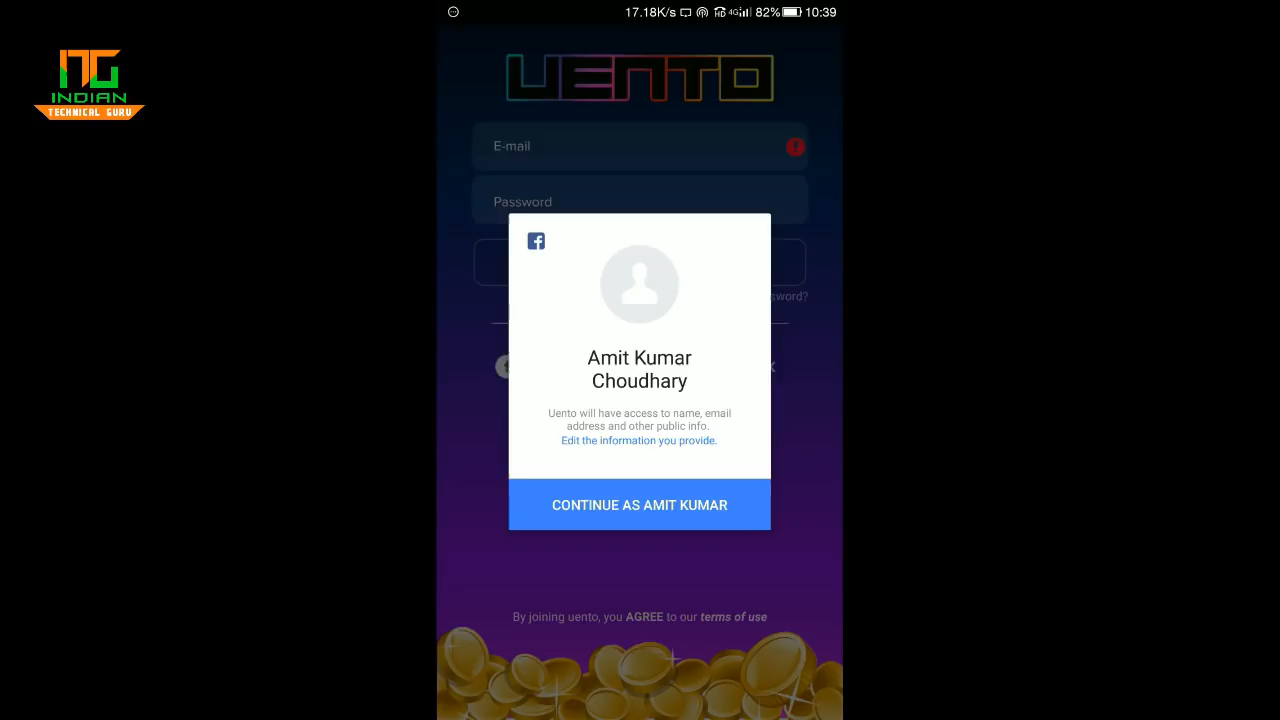 17.18K/s HD 4G 82% 10:39
ITG
INDIAN
TECHNICAL GURU
UENTO
E-mail
Password
sword?
Amit Kumar
Choudhary
Uento will have access to name, email
address and other public info.
Edit the information you provide.
CONTINUE AS AMIT KUMAR
By joining uento, you AGREE to our terms of use